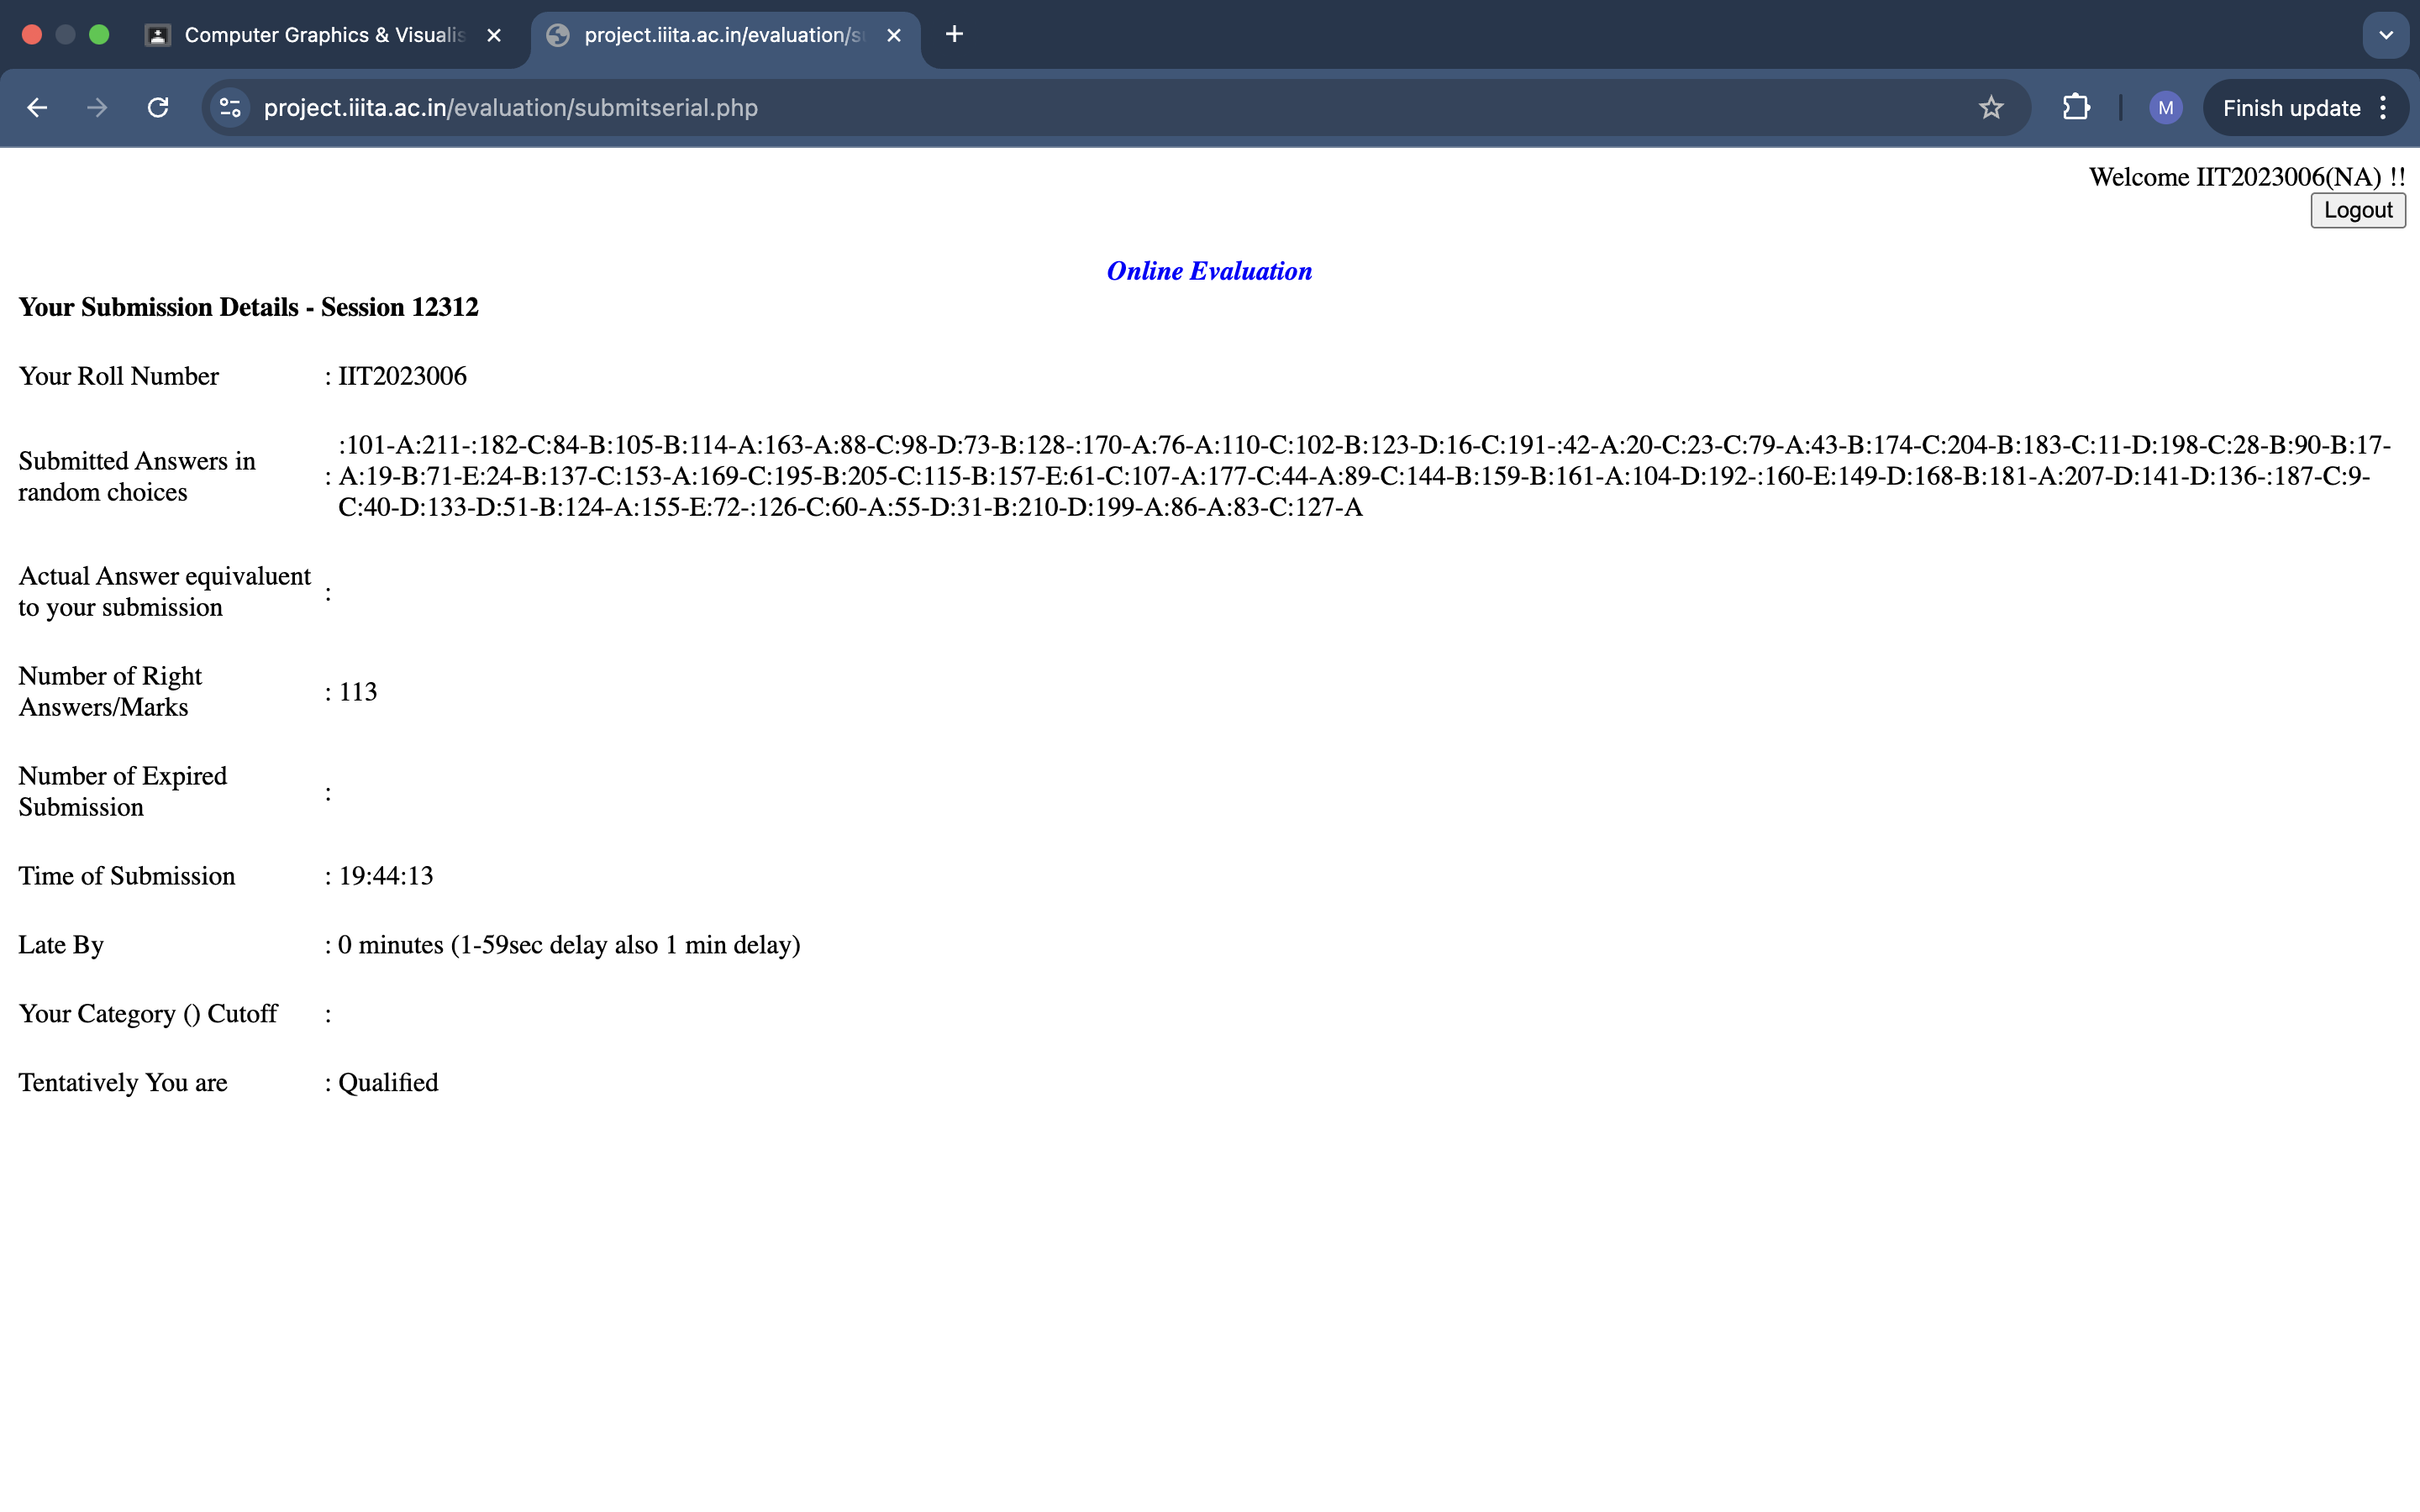 Computer Graphics & Visualis
project.iiita.ac.in/evaluation/su
project.iiita.ac.in/evaluation/submitserial.php
M
Finish update
Welcome IIT2023006(NA) !!
Logout
Online Evaluation
Your Submission Details - Session 12312
Your Roll Number : IIT2023006
Submitted Answers in random choices :
:101-A:211-:182-C:84-B:105-B:114-A:163-A:88-C:98-D:73-B:128-:170-A:76-A:110-C:102-B:123-D:16-C:191-:42-A:20-C:23-C:79-A:43-B:174-C:204-B:183-C:11-D:198-C:28-B:90-B:17-
A:19-B:71-E:24-B:137-C:153-A:169-C:195-B:205-C:115-B:157-E:61-C:107-A:177-C:44-A:89-C:144-B:159-B:161-A:104-D:192-:160-E:149-D:168-B:181-A:207-D:141-D:136-:187-C:9-
C:40-D:133-D:51-B:124-A:155-E:72-:126-C:60-A:55-D:31-B:210-D:199-A:86-A:83-C:127-A
Actual Answer equivaluent
to your submission :
Number of Right
Answers/Marks : 113
Number of Expired
Submission :
Time of Submission : 19:44:13
Late By : 0 minutes (1-59sec delay also 1 min delay)
Your Category () Cutoff :
Tentatively You are : Qualified